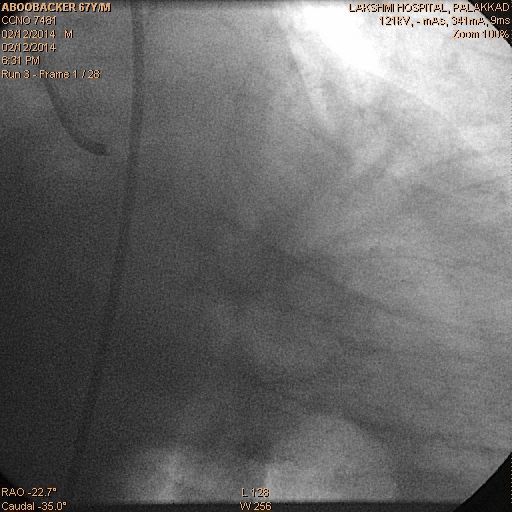 ABOOBACKER 67Y/M
CCNO 7481
02/12/2014 M
02/12/2014
6:31 PM
Run 3 - Frame 1 / 28
LAKSHMI HOSPITAL, PALAKKAD
121kV, - mAs, 341mA, 9ms
Zoom 100%
RAO -22.7°
Caudal -35.0°
L 128
W 256